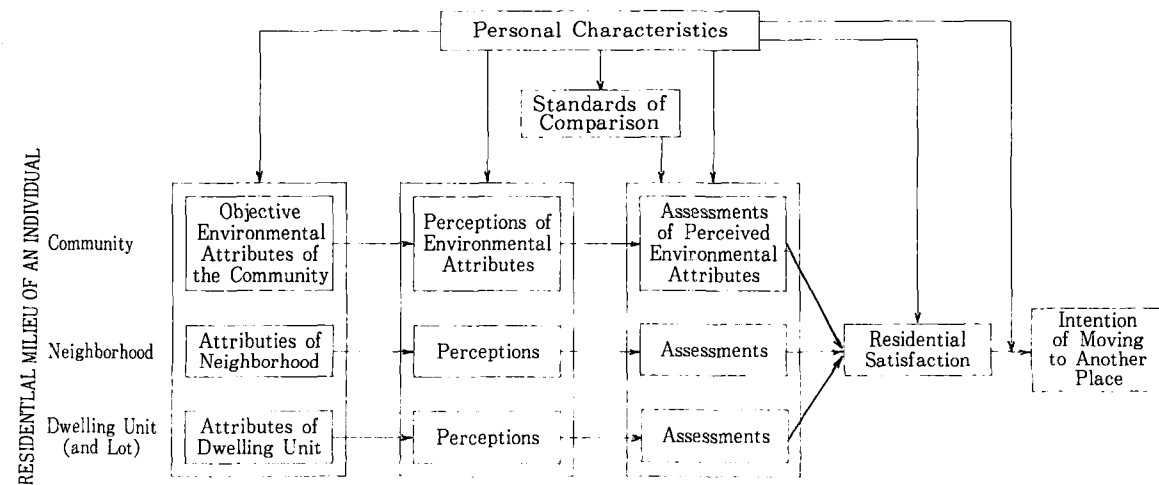 Personal Characteristics
Standards of
Comparison
RESIDENTLAL MILIEU OF AN INDIVIDUAL
Community
Objective
Environmental
Attributes of
the Community
Perceptions of
Environmental
Attributes
Assessments
of Perceived
Environmental
Attributes
Neighborhood
Attributies of
Neighborhood
Perceptions
Assessments
Residential
Satisfaction
Intention
of Moving
to Another
Place
Dwelling Unit
(and Lot)
Attributes of
Dwelling Unit
Perceptions
Assessments